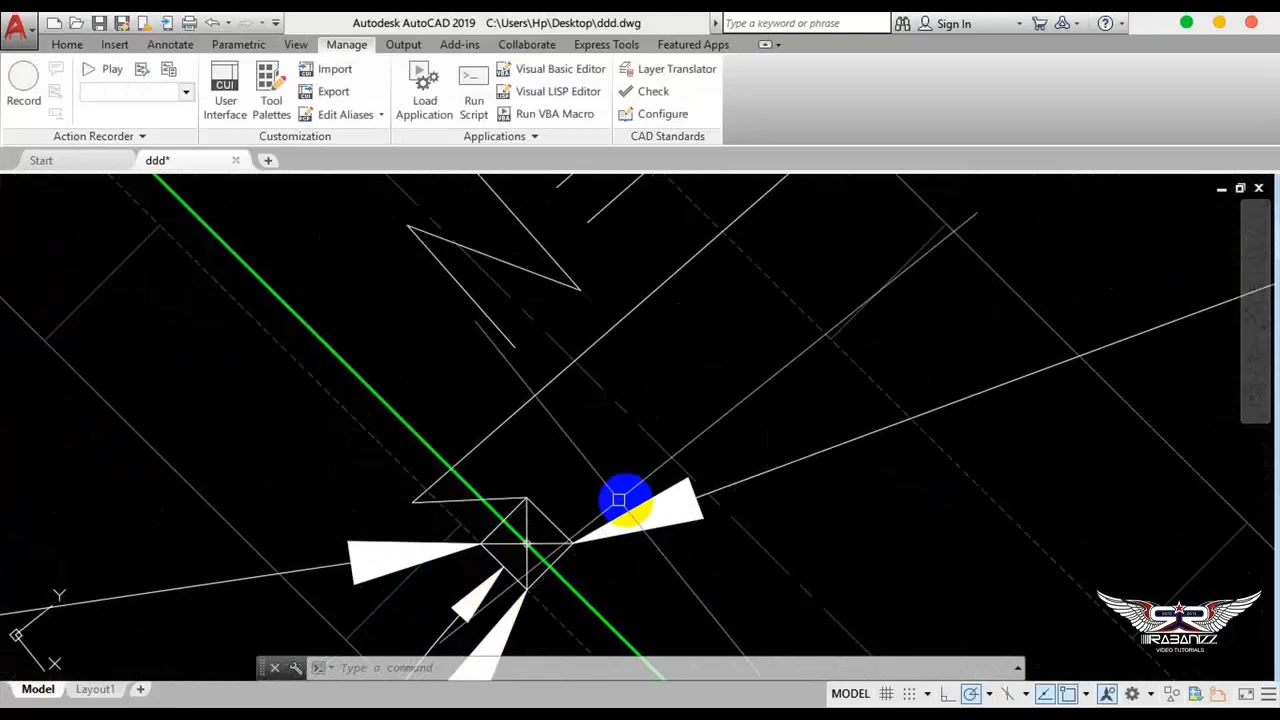 Autodesk AutoCAD 2019 C:\Users\Hp\Desktop\ddd.dwg Type a keyword or phrase Sign In
Home Insert Annotate Parametric View Manage Output Add-ins Collaborate Express Tools Featured Apps
Record
Play
CUI
User
Interface
Tool
Palettes
Import
Export
Edit Aliases
Load
Application
Run
Script
Visual Basic Editor
Visual LISP Editor
Run VBA Macro
Layer Translator
Check
Configure
Action Recorder Customization Applications CAD Standards
Start ddd*
Y
X
RABANIZZ
VIDEO TUTORIALS
Type a command
Model Layout1 MODEL